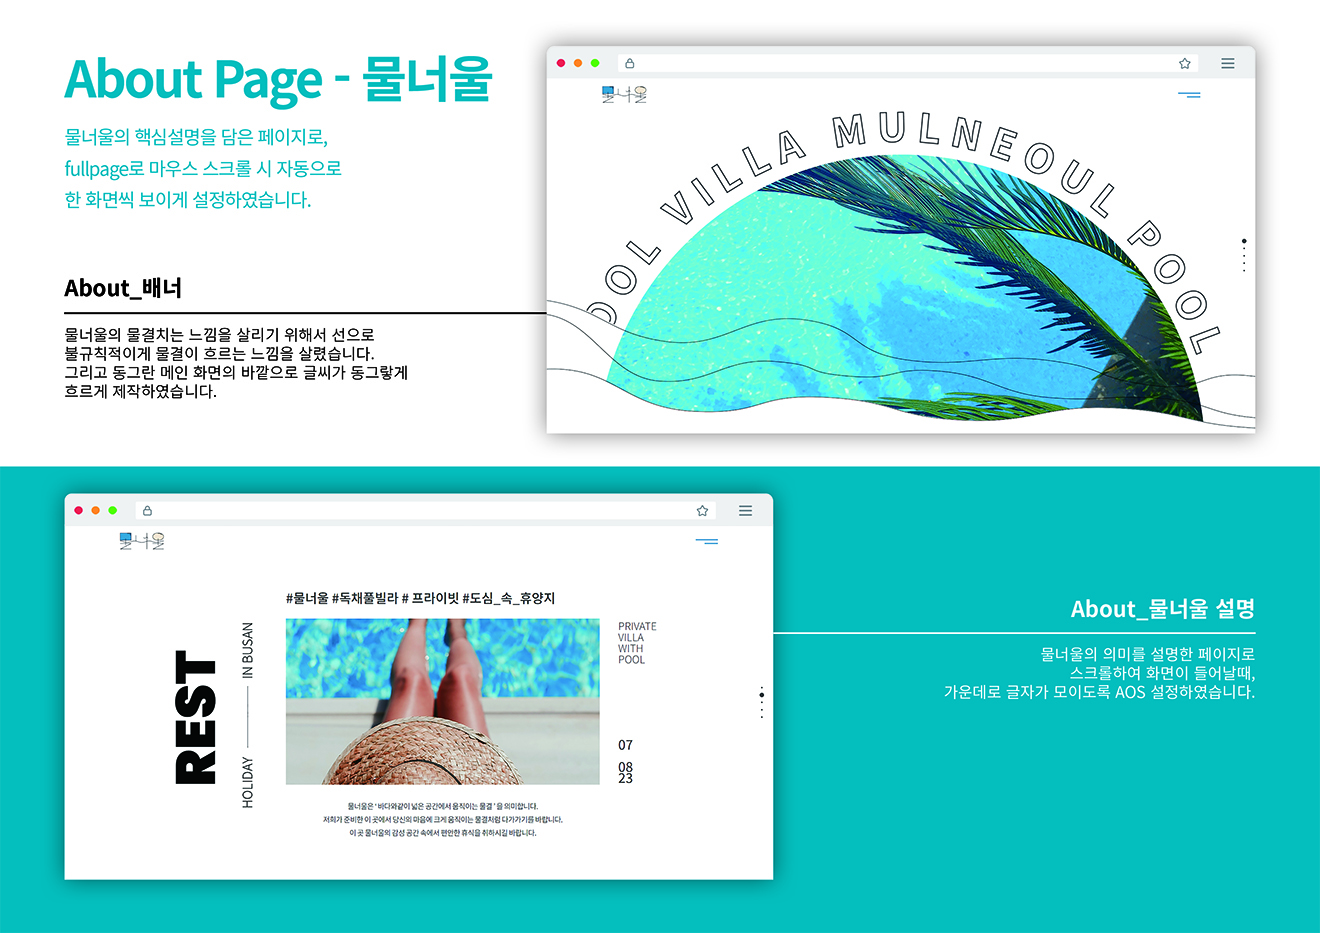 About Page - 물너울
물너울의 핵심설명을 담은 페이지로,
fullpage로 마우스 스크롤 시 자동으로
한 화면씩 보이게 설정하였습니다.
About_배너
물너울의 물결치는 느낌을 살리기 위해서 선으로
불규칙적이게 물결이 흐르는 느낌을 살렸습니다.
그리고 동그란 메인 화면의 바깥으로 글씨가 동그랗게
흐르게 제작하였습니다.
물너울
OOL VILLA MULNEOUL POOL
물너울
#물너울 #독채풀빌라 # 프라이빗 #도심_속_휴양지
REST
HOLIDAY
IN BUSAN
PRIVATE
VILLA
WITH
POOL
07
08
23
물너울은 ' 바다와같이 넓은 공간에서 움직이는 물결 ' 을 의미합니다.
저희가 준비한 이 곳에서 당신의 마음에 크게 움직이는 물결처럼 다가가기를 바랍니다.
이 곳 물너울의 감성 공간 속에서 편안한 휴식을 취하시길 바랍니다.
About_물너울 설명
물너울의 의미를 설명한 페이지로
스크롤하여 화면이 들어날때,
가운데로 글자가 모이도록 AOS 설정하였습니다.